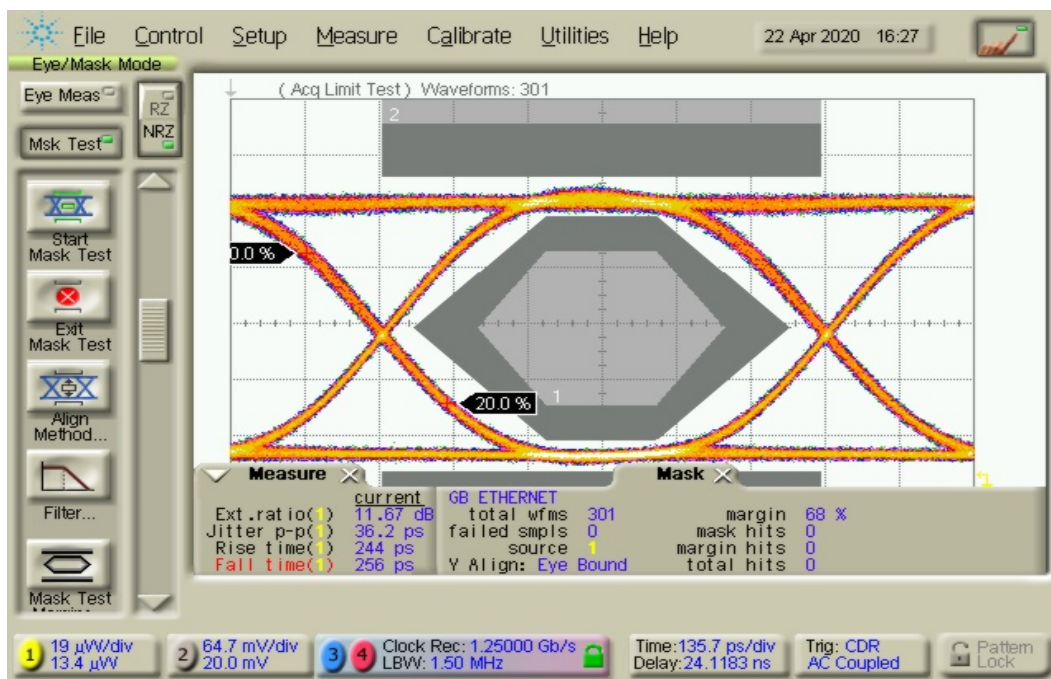 File Control Setup Measure Calibrate Utilities Help 22 Apr 2020 16:27
Eye/Mask Mode
Eye Meas
RZ
NRZ
Msk Test
Start
Mask Test
Exit
Mask Test
Align
Method...
Filter...
Mask Test
( Acq Limit Test ) Waveforms: 301
2
0.0 %
20.0 %
1
Measure
current
Ext.ratio(1) 11.67 dB
Jitter p-p(1) 36.2 ps
Rise time(1) 244 ps
Fall time(1) 256 ps
Mask
GB ETHERNET
total wfms 301 margin 68 %
failed smpls 0 mask hits 0
source 1 margin hits 0
Y Align: Eye Bound total hits 0
1 19 µW/div
13.4 µW
2 64.7 mV/div
20.0 mV
3 4 Clock Rec: 1.25000 Gb/s
LBW: 1.50 MHz
Time:135.7 ps/div
Delay:24.1183 ns
Trig: CDR
AC Coupled
Pattern
Lock